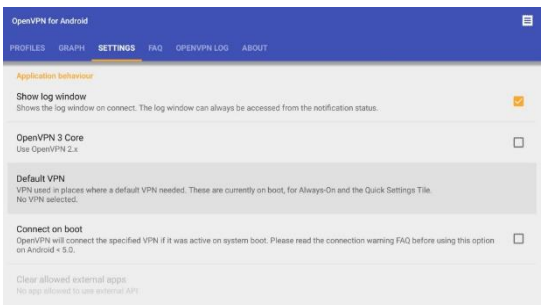 OpenVPN for Android
PROFILES GRAPH SETTINGS FAQ OPENVPN LOG ABOUT
Application behaviour
Show log window
Shows the log window on connect. The log window can always be accessed from the notification status.
OpenVPN 3 Core
Use OpenVPN 2.x
Default VPN
VPN used in places where a default VPN needed. These are currently on boot, for Always-On and the Quick Settings Tile.
No VPN selected.
Connect on boot
OpenVPN will connect the specified VPN if it was active on system boot. Please read the connection warning FAQ before using this option
on Android < 5.0.
Clear allowed external apps
No app allowed to use external API